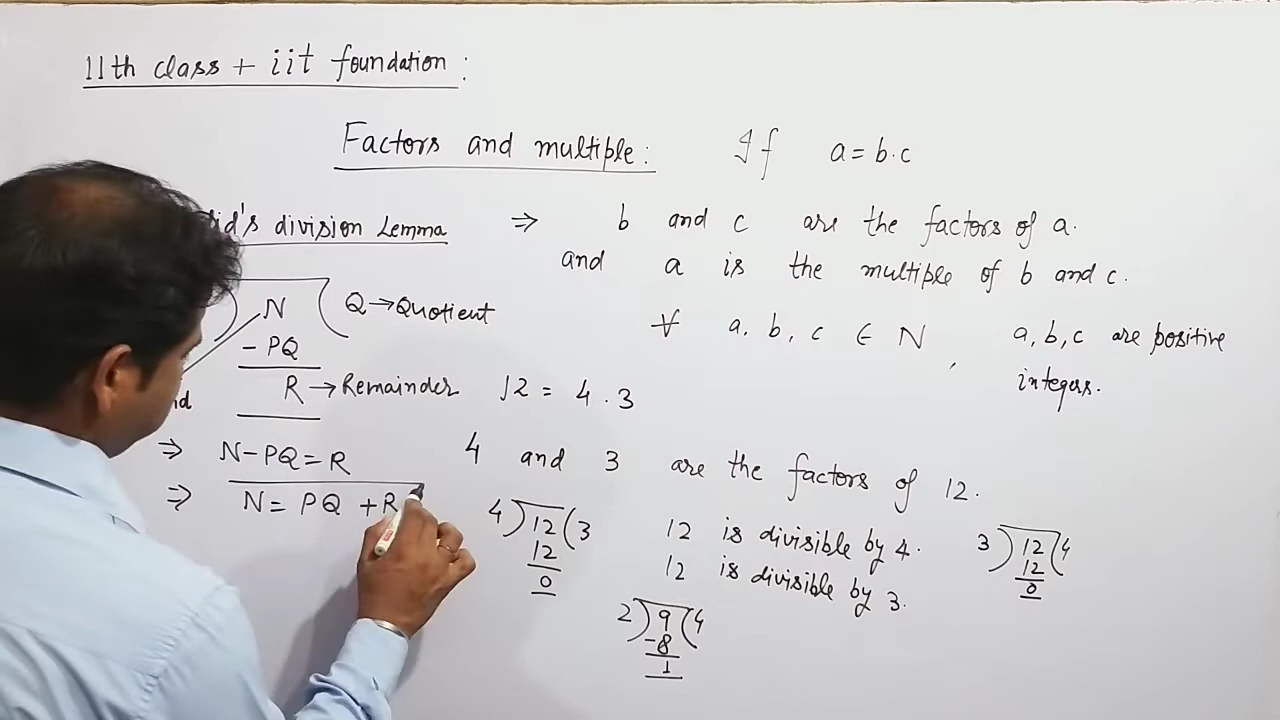 11th class + iit foundation :
Factors and multiple : If a = b·c
division Lemma ⇒ b and c are the factors of a.
and a is the multiple of b and c.
N Q → Quotient
∀ a, b, c ∈ N , a, b, c are positive
integers.
- PQ
R → Remainder 12 = 4 . 3
⇒ N - PQ = R
4 and 3 are the factors of 12.
⇒ N = PQ + R
4 ) 12 ( 3
12
0
12 is divisible by 4.
12 is divisible by 3.
3 ) 12 ( 4
12
0
2 ) 9 ( 4
-8
1